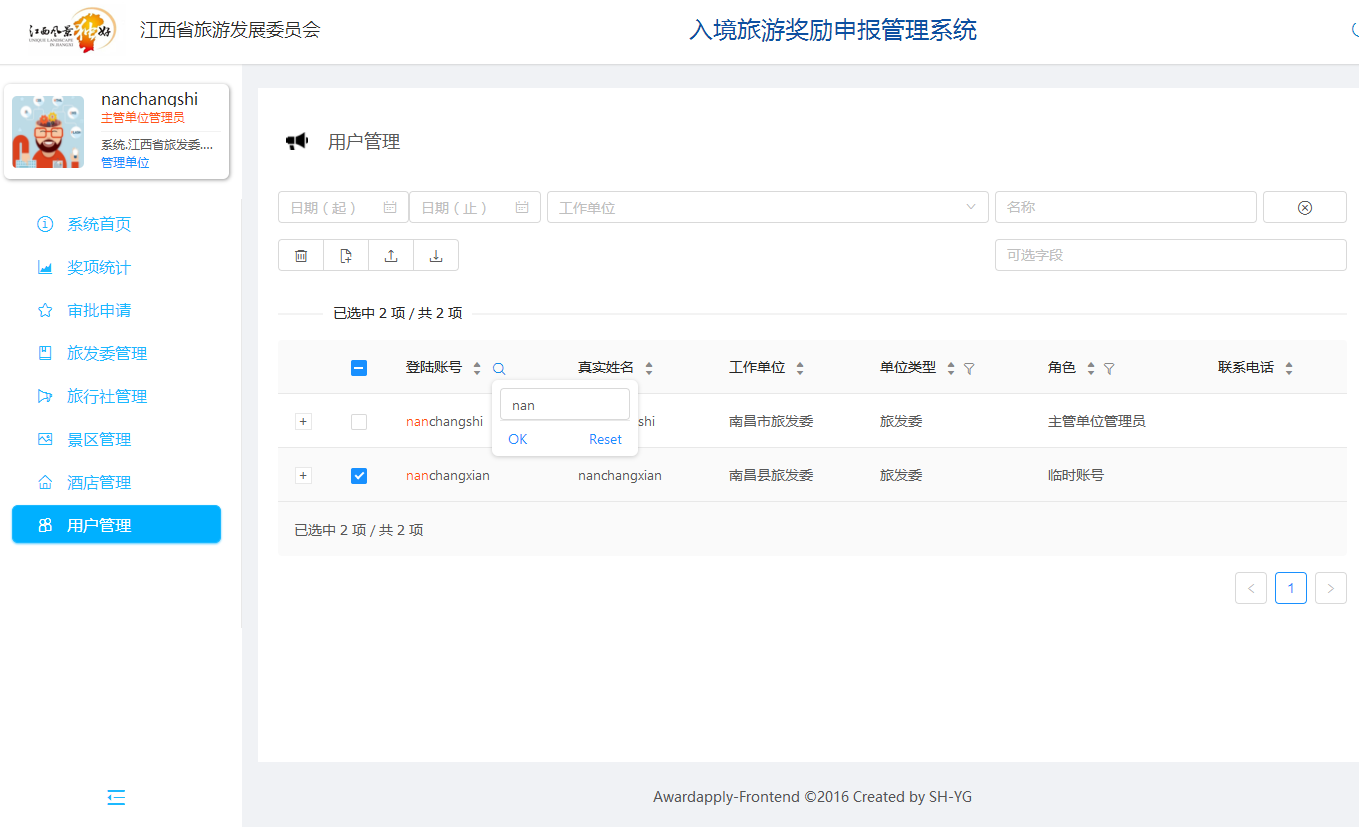 江西风景独好
UNIQUE LANDSCAPE
IN JIANGXI
江西省旅游发展委员会
入境旅游奖励申报管理系统
nanchangshi
主管单位管理员
系统.江西省旅发委....
管理单位
系统首页
奖项统计
审批申请
旅发委管理
旅行社管理
景区管理
酒店管理
用户管理
用户管理
日期（起） 日期（止） 工作单位 名称
可选字段
已选中 2 项 / 共 2 项
登陆账号 真实姓名 工作单位 单位类型 角色 联系电话
nan
OK Reset
+ nanchangshi shi 南昌市旅发委 旅发委 主管单位管理员
+ nanchangxian nanchangxian 南昌县旅发委 旅发委 临时账号
已选中 2 项 / 共 2 项
< 1 >
Awardapply-Frontend ©2016 Created by SH-YG